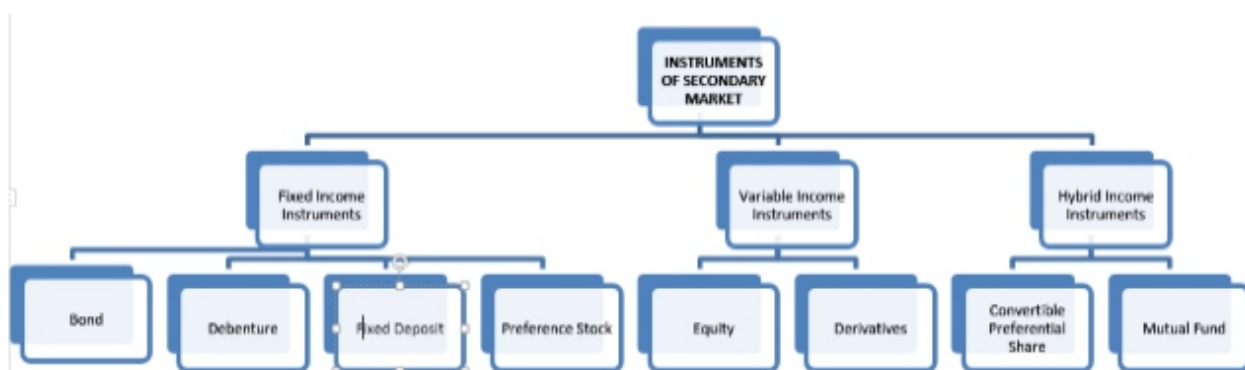 INSTRUMENTS
OF SECONDARY
MARKET
Fixed Income
Instruments
Variable Income
Instruments
Hybrid Income
Instruments
Bond
Debenture
Fixed Deposit
Preference Stock
Equity
Derivatives
Convertible
Preferential
Share
Mutual Fund